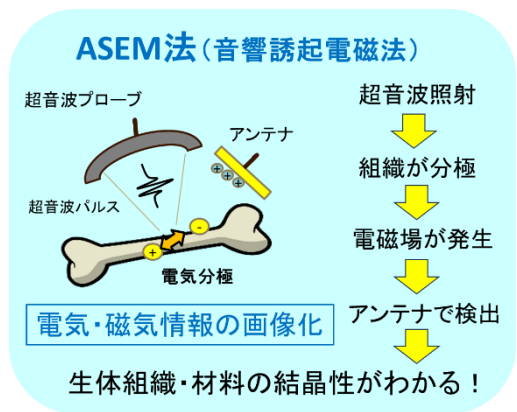 ASEM法（音響誘起電磁法）
超音波プローブ
アンテナ
超音波パルス
+
-
電気分極
電気・磁気情報の画像化
超音波照射
組織が分極
電磁場が発生
アンテナで検出
生体組織・材料の結晶性がわかる！